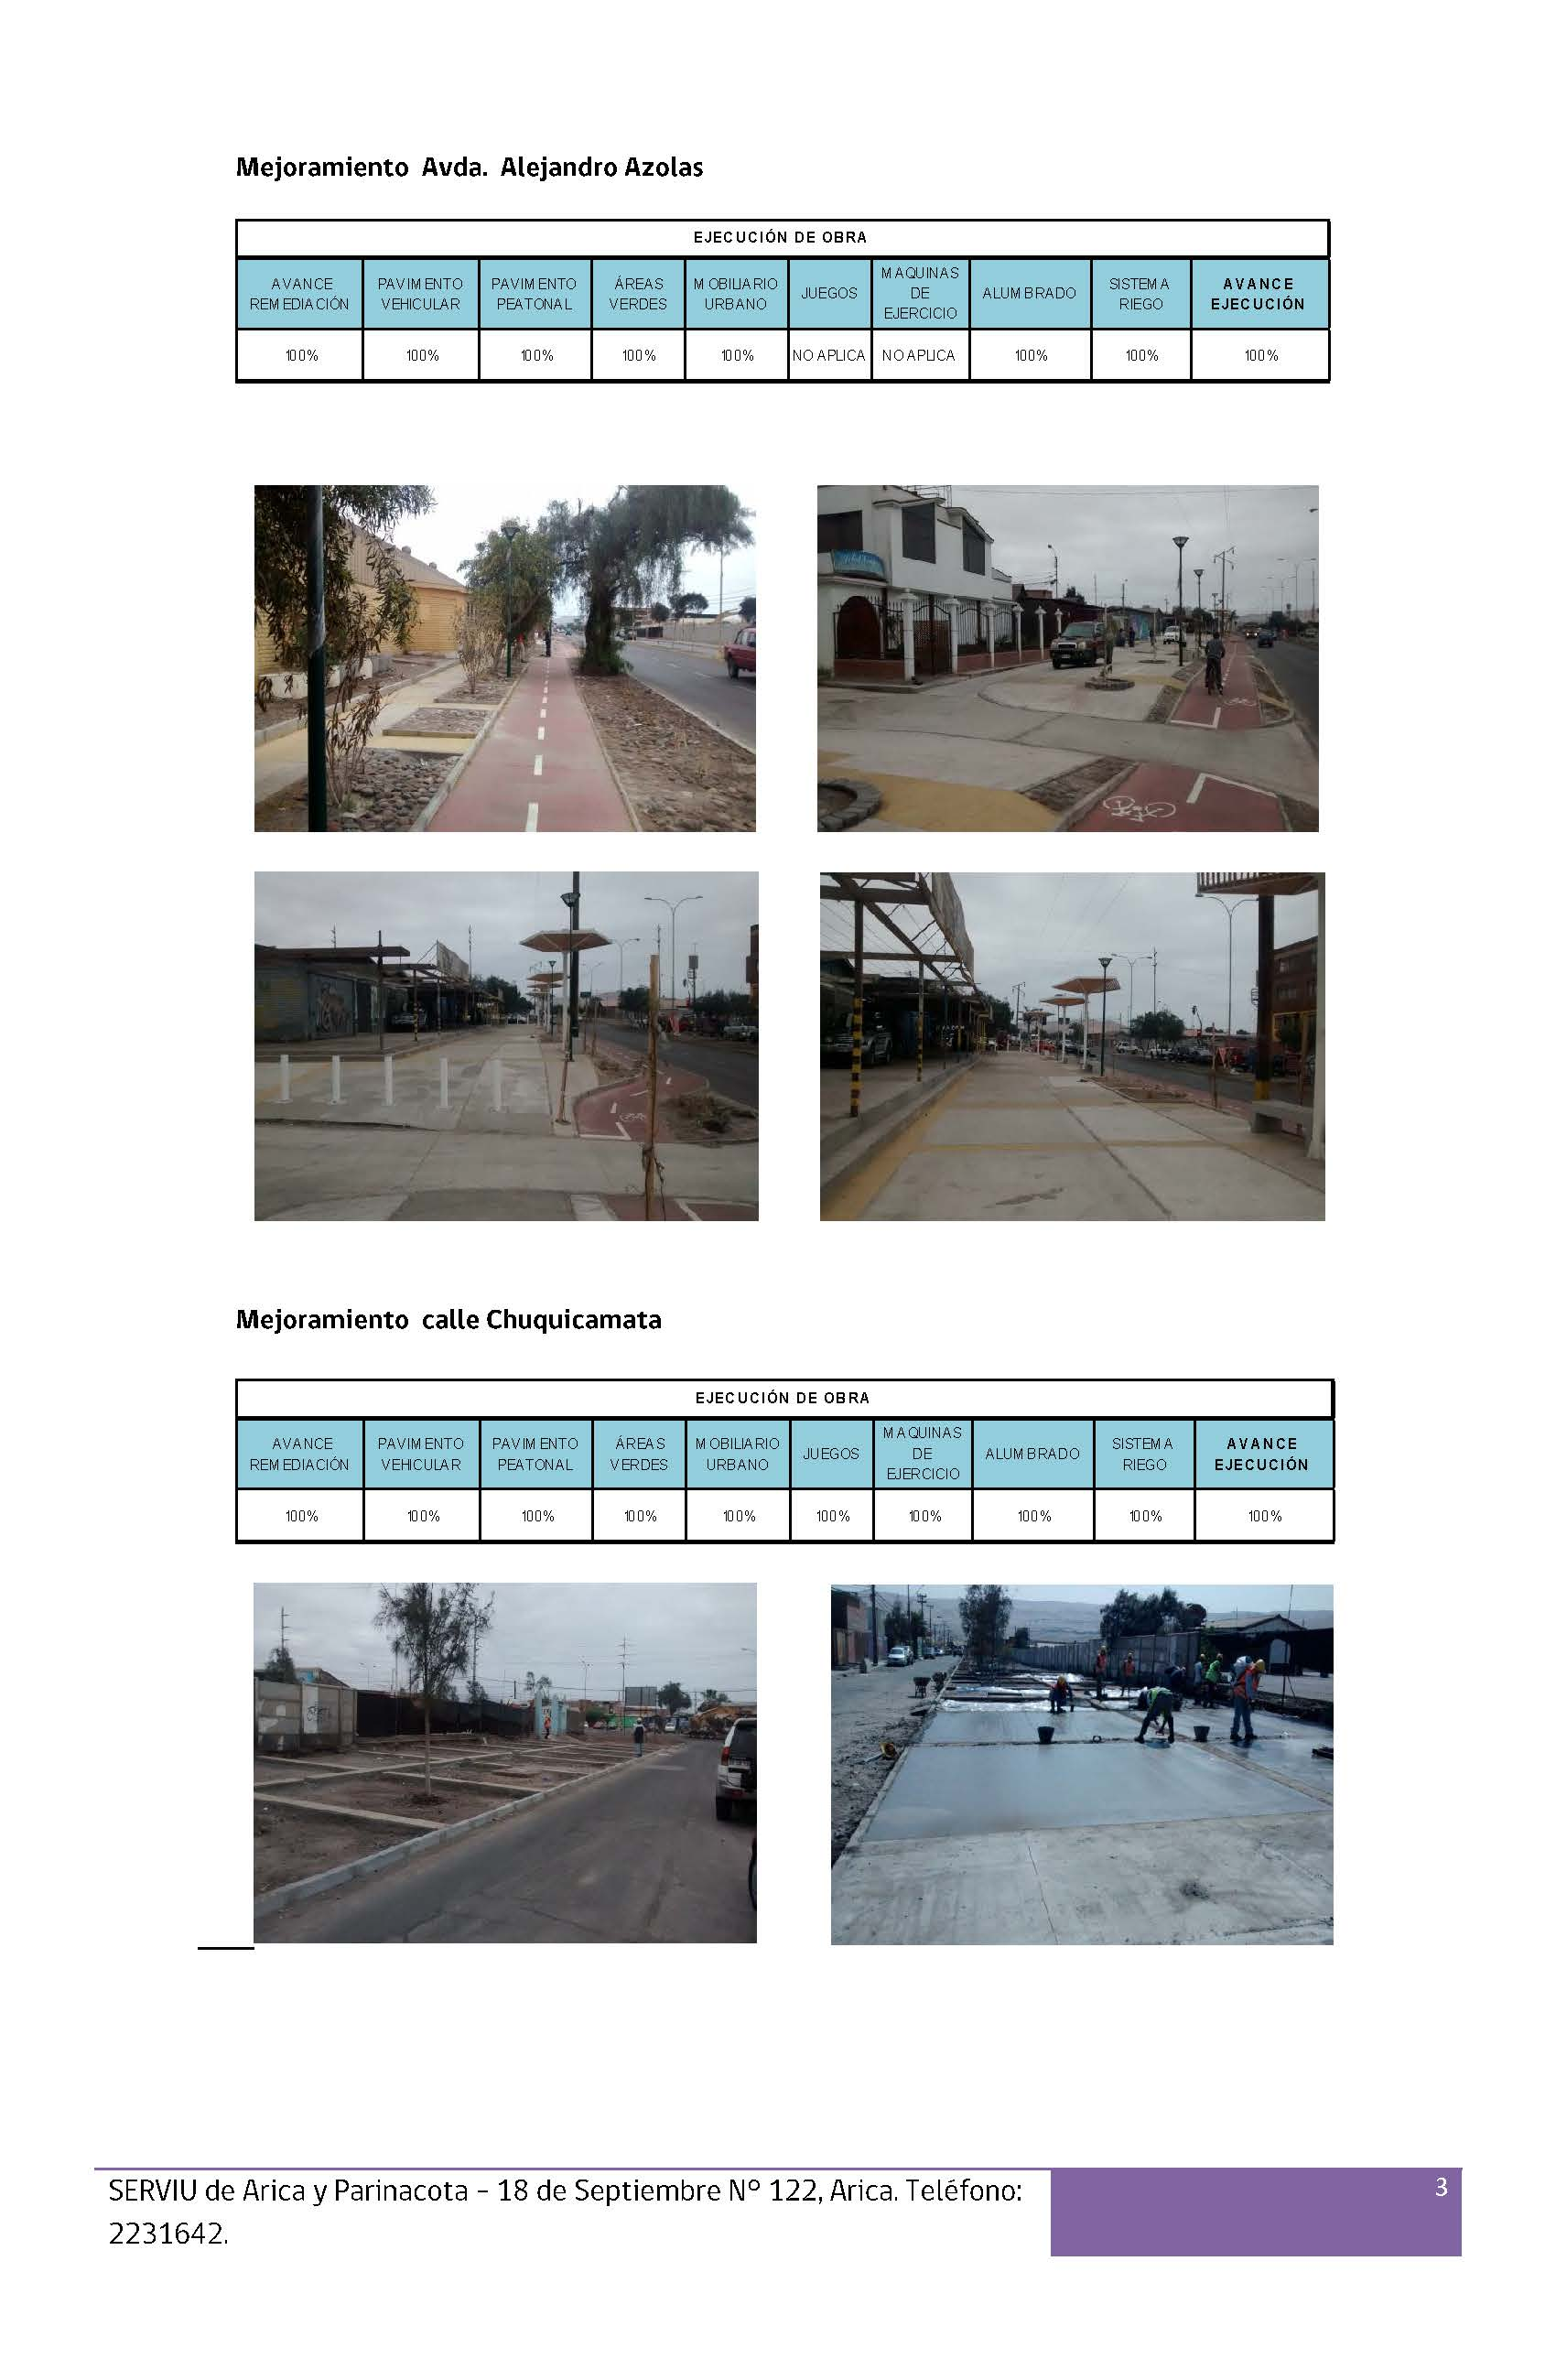 Mejoramiento Avda. Alejandro Azolas
EJECUCIÓN DE OBRA
AVANCE REMEDIACIÓN PAVIMENTO VEHICULAR PAVIMENTO PEATONAL ÁREAS VERDES MOBILIARIO URBANO JUEGOS MAQUINAS DE EJERCICIO ALUMBRADO SISTEMA RIEGO AVANCE EJECUCIÓN
100% 100% 100% 100% 100% NO APLICA NO APLICA 100% 100% 100%
Mejoramiento calle Chuquicamata
EJECUCIÓN DE OBRA
AVANCE REMEDIACIÓN PAVIMENTO VEHICULAR PAVIMENTO PEATONAL ÁREAS VERDES MOBILIARIO URBANO JUEGOS MAQUINAS DE EJERCICIO ALUMBRADO SISTEMA RIEGO AVANCE EJECUCIÓN
100% 100% 100% 100% 100% 100% 100% 100% 100% 100%
SERVIU de Arica y Parinacota – 18 de Septiembre Nº 122, Arica. Teléfono:
2231642.
3